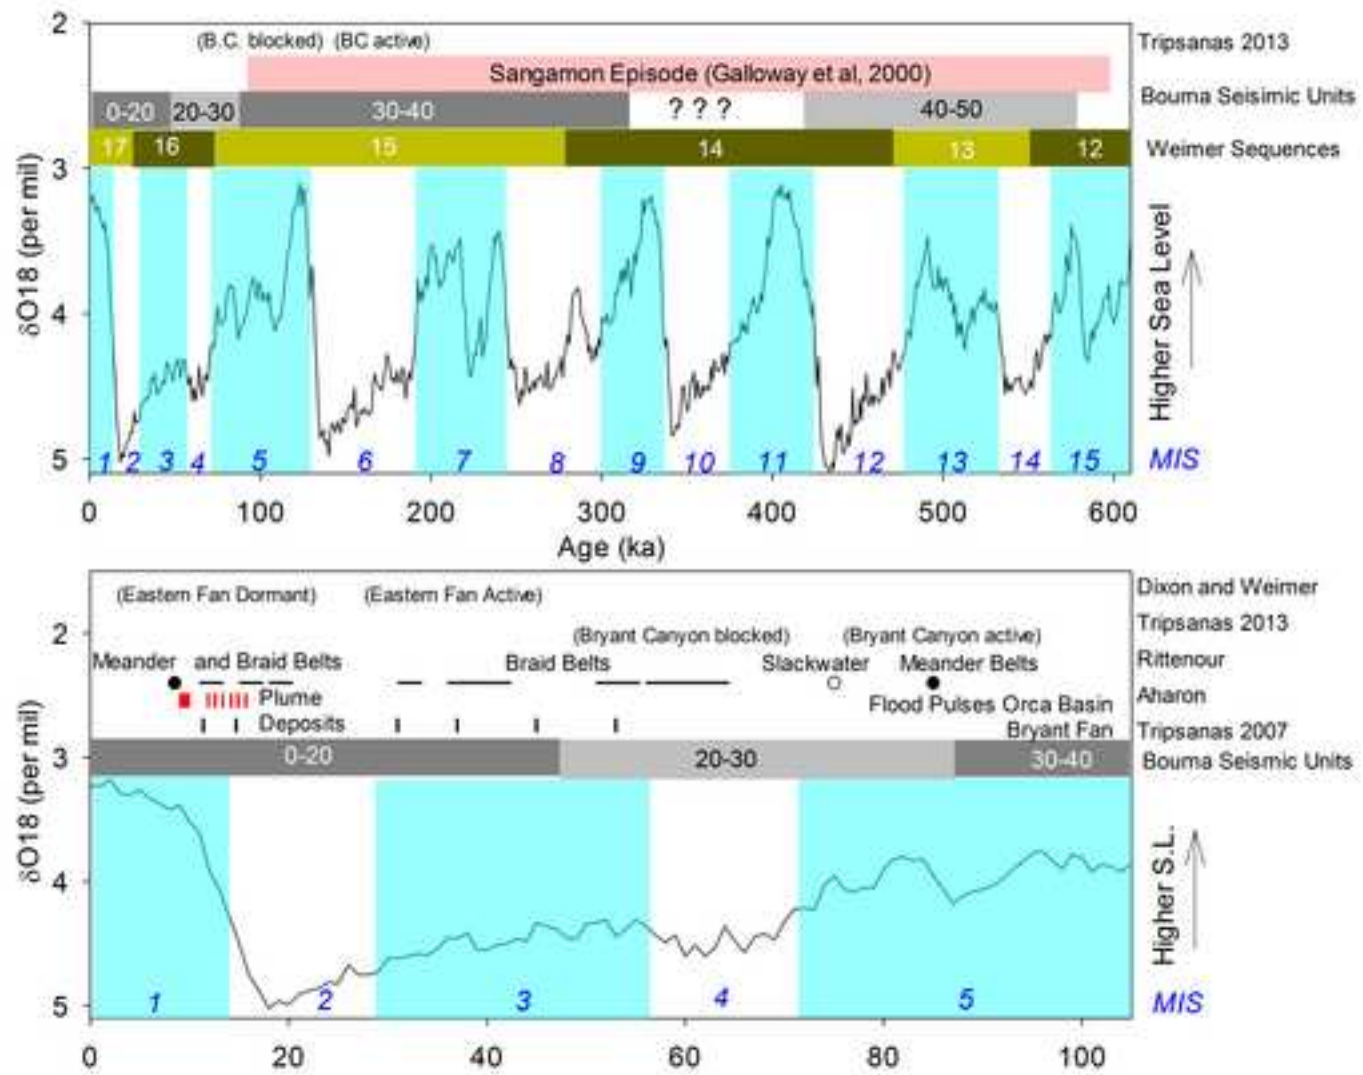 2
(B.C. blocked) (BC active)
Tripsanas 2013
Sangamon Episode (Galloway et al, 2000)
0-20 20-30 30-40 ? ? ? 40-50
Bouma Seisimic Units
17 16 15 14 13 12
Weimer Sequences
3
δO18 (per mil)
4
Higher Sea Level
5
1 2 3 4 5 6 7 8 9 10 11 12 13 14 15
MIS
0 100 200 300 400 500 600
Age (ka)
(Eastern Fan Dormant) (Eastern Fan Active)
Dixon and Weimer
2
(Bryant Canyon blocked) (Bryant Canyon active)
Tripsanas 2013
Meander and Braid Belts Braid Belts Slackwater Meander Belts
Rittenour
Plume
Flood Pulses Orca Basin
Aharon
Deposits
Bryant Fan
Tripsanas 2007
3
0-20 20-30 30-40
Bouma Seismic Units
δO18 (per mil)
4
Higher S.L.
5
1 2 3 4 5
MIS
0 20 40 60 80 100